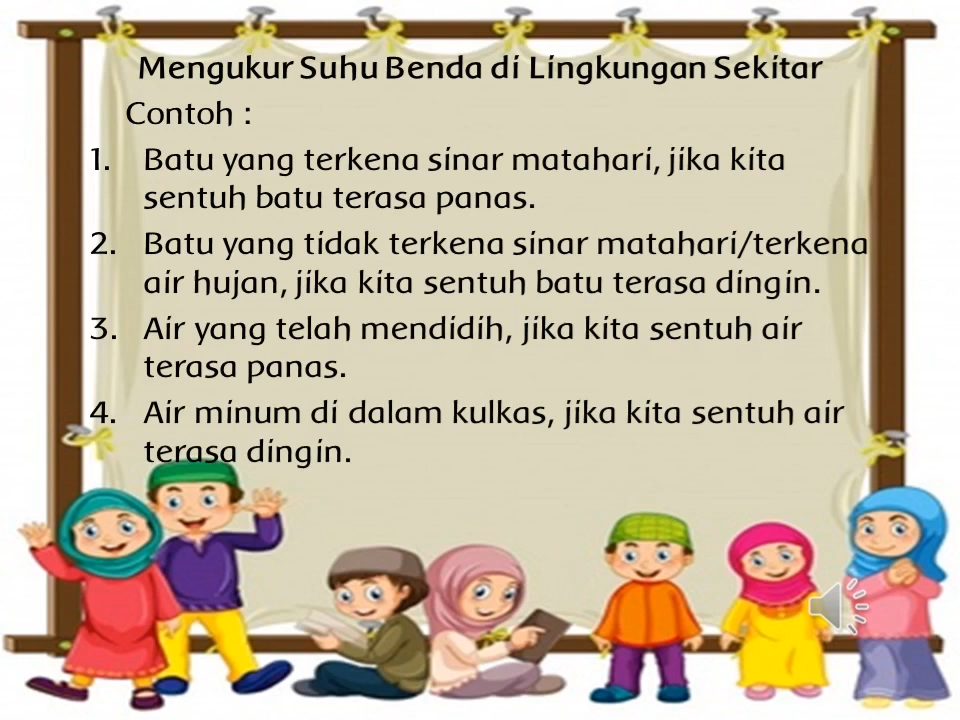 Mengukur Suhu Benda di Lingkungan Sekitar
Contoh :
1. Batu yang terkena sinar matahari, jika kita
sentuh batu terasa panas.
2. Batu yang tidak terkena sinar matahari/terkena
air hujan, jika kita sentuh batu terasa dingin.
3. Air yang telah mendidih, jika kita sentuh air
terasa panas.
4. Air minum di dalam kulkas, jika kita sentuh air
terasa dingin.